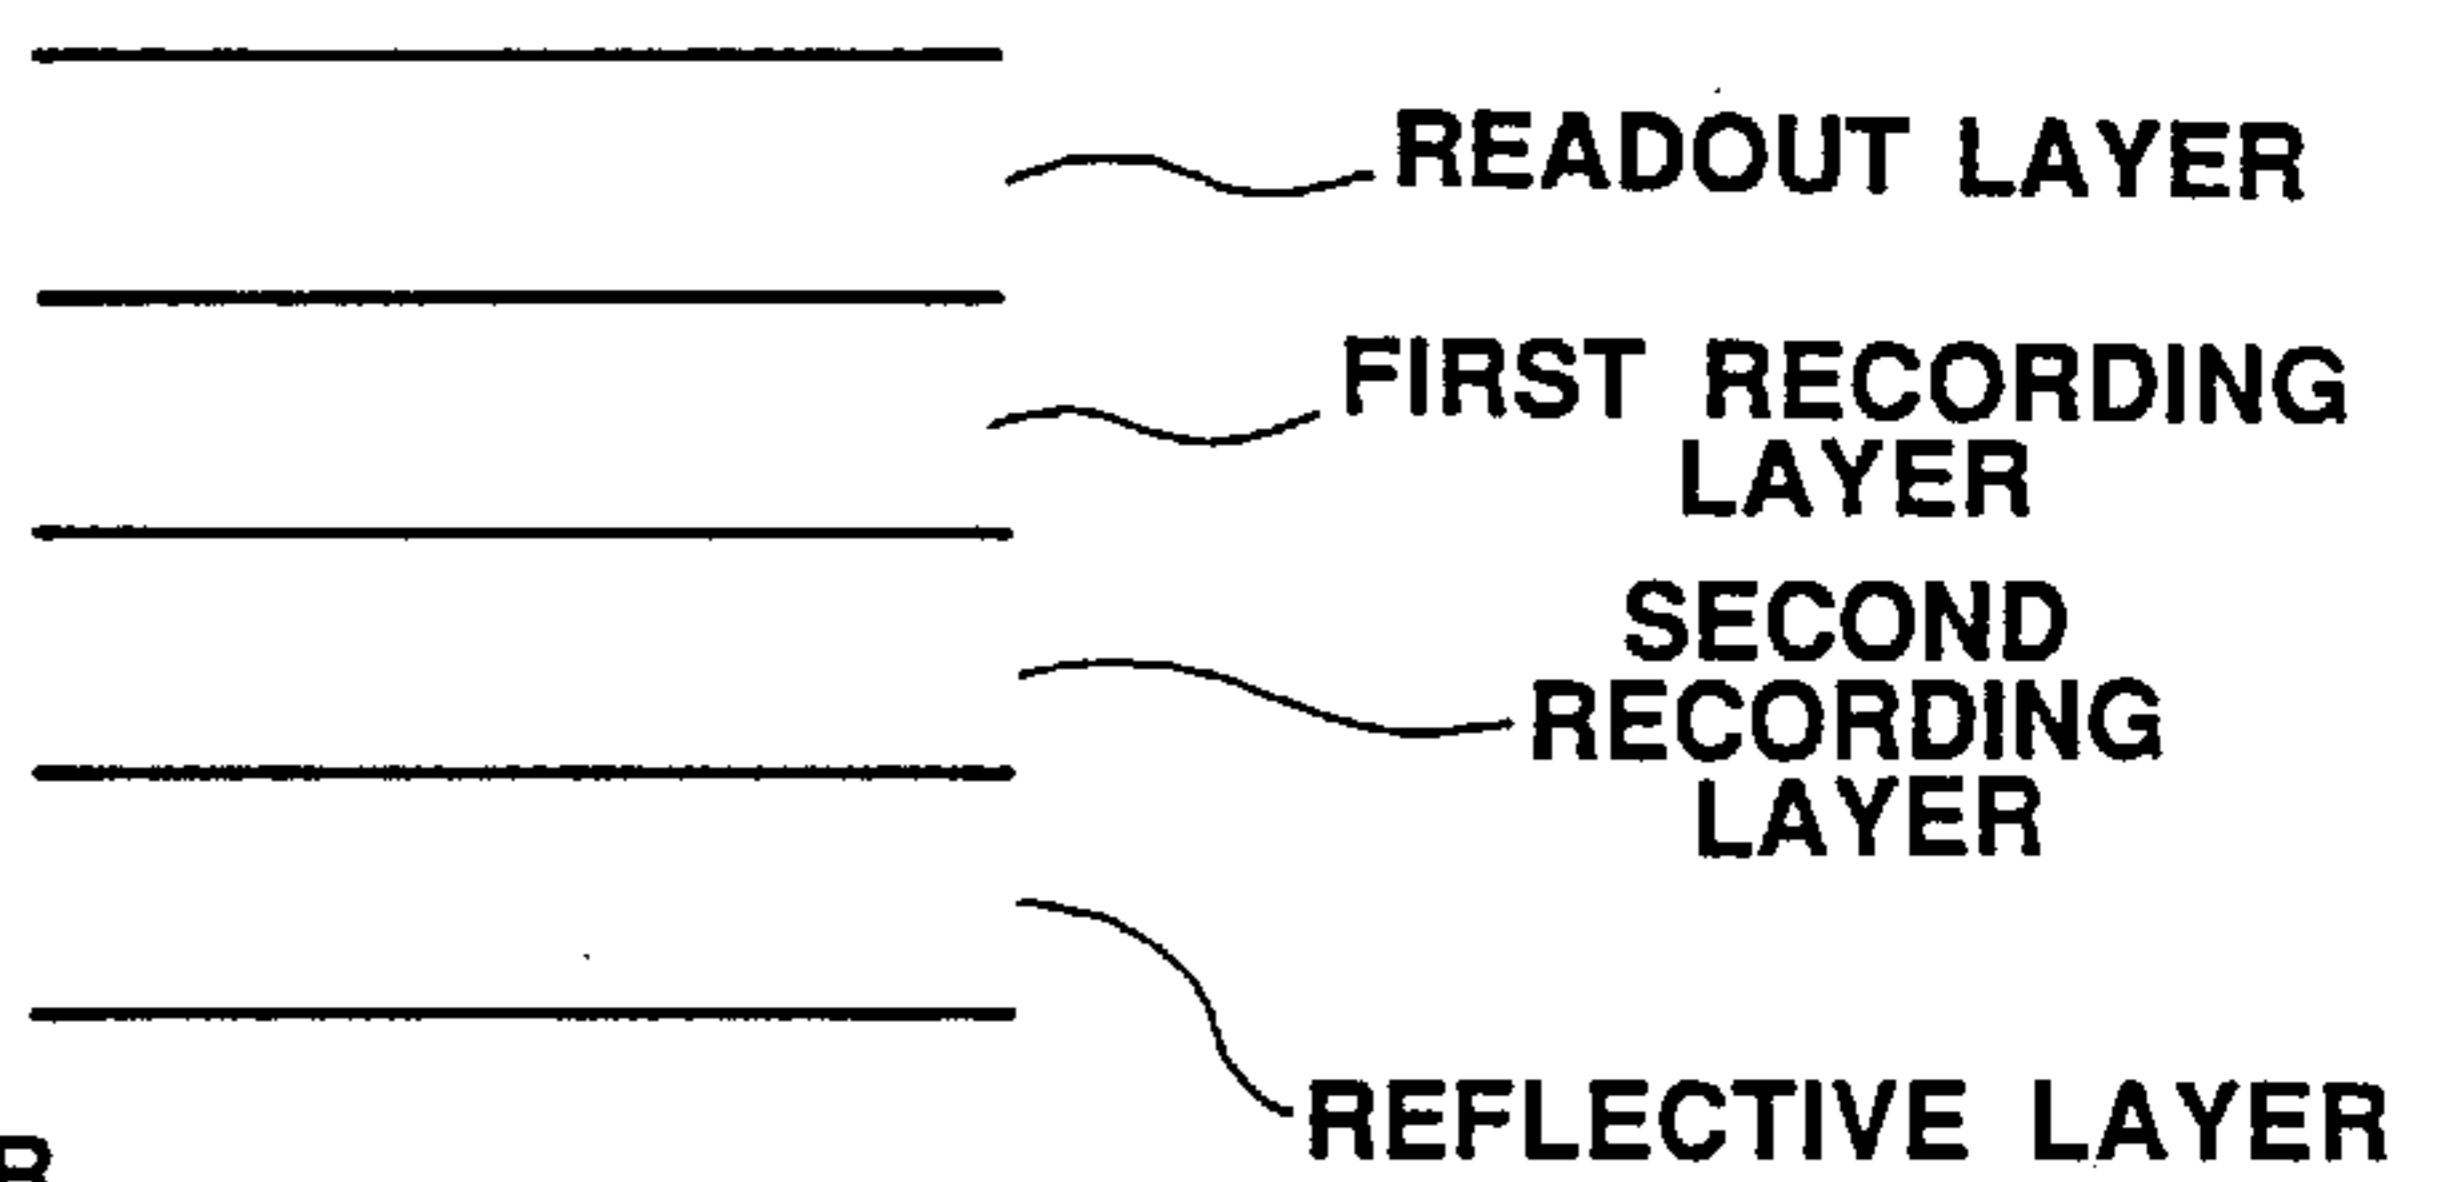 READOUT LAYER
FIRST RECORDING
LAYER
SECOND
RECORDING
LAYER
REFLECTIVE LAYER
R